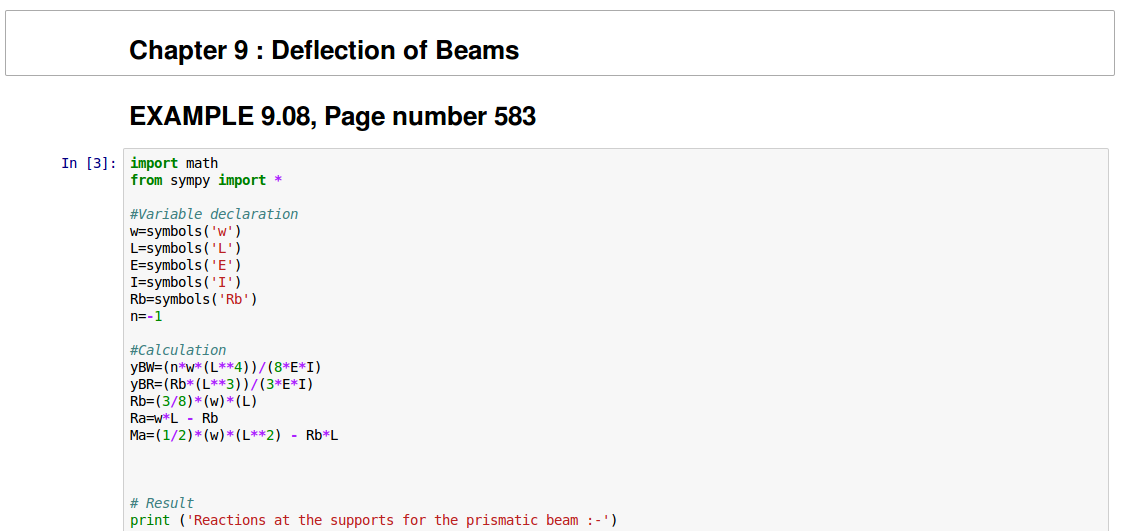 Chapter 9 : Deflection of Beams
EXAMPLE 9.08, Page number 583
In [3]: import math
from sympy import *
#Variable declaration
w=symbols('w')
L=symbols('L')
E=symbols('E')
I=symbols('I')
Rb=symbols('Rb')
n=-1
#Calculation
yBW=(n*w*(L**4))/(8*E*I)
yBR=(Rb*(L**3))/(3*E*I)
Rb=(3/8)*(w)*(L)
Ra=w*L - Rb
Ma=(1/2)*(w)*(L**2) - Rb*L
# Result
print ('Reactions at the supports for the prismatic beam :-')